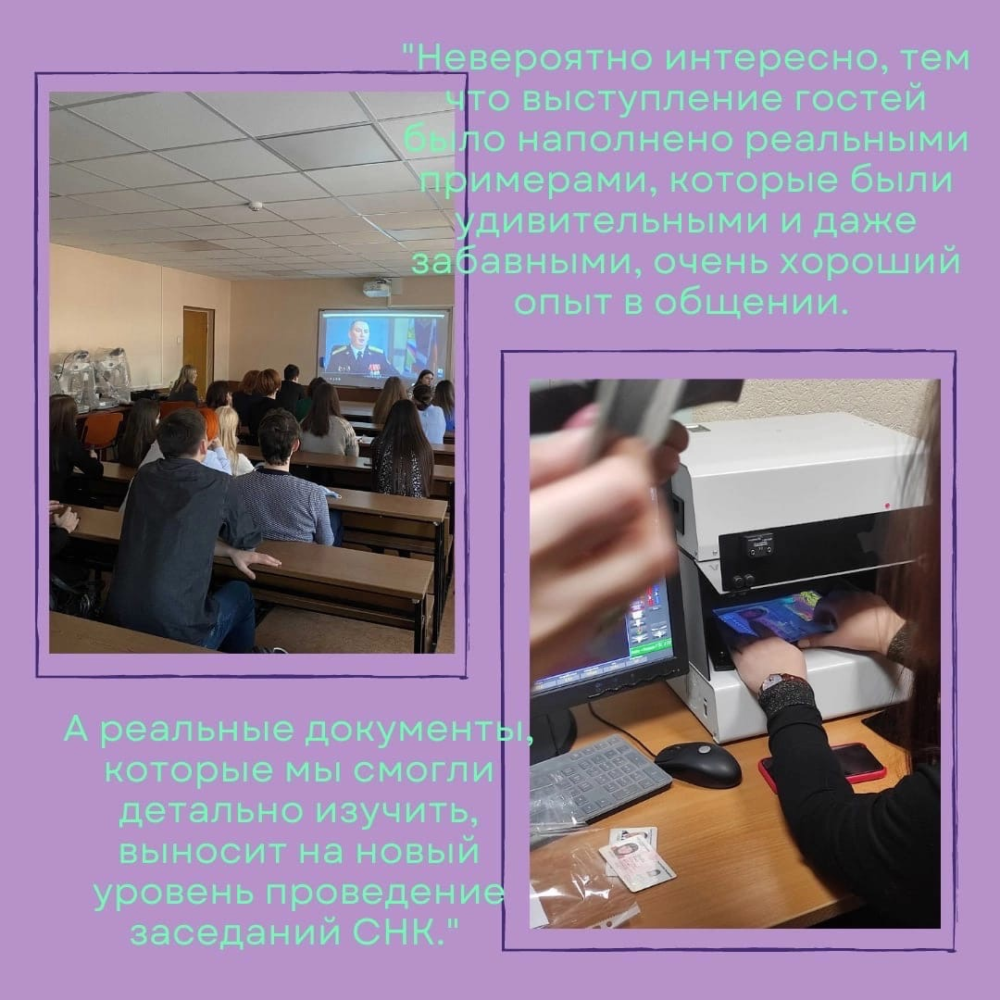 "Невероятно интересно, тем
что выступление гостей
было наполнено реальными
примерами, которые были
удивительными и даже
забавными, очень хороший
опыт в общении.
А реальные документы,
которые мы смогли
детально изучить,
выносит на новый
уровень проведение
заседаний СНК."